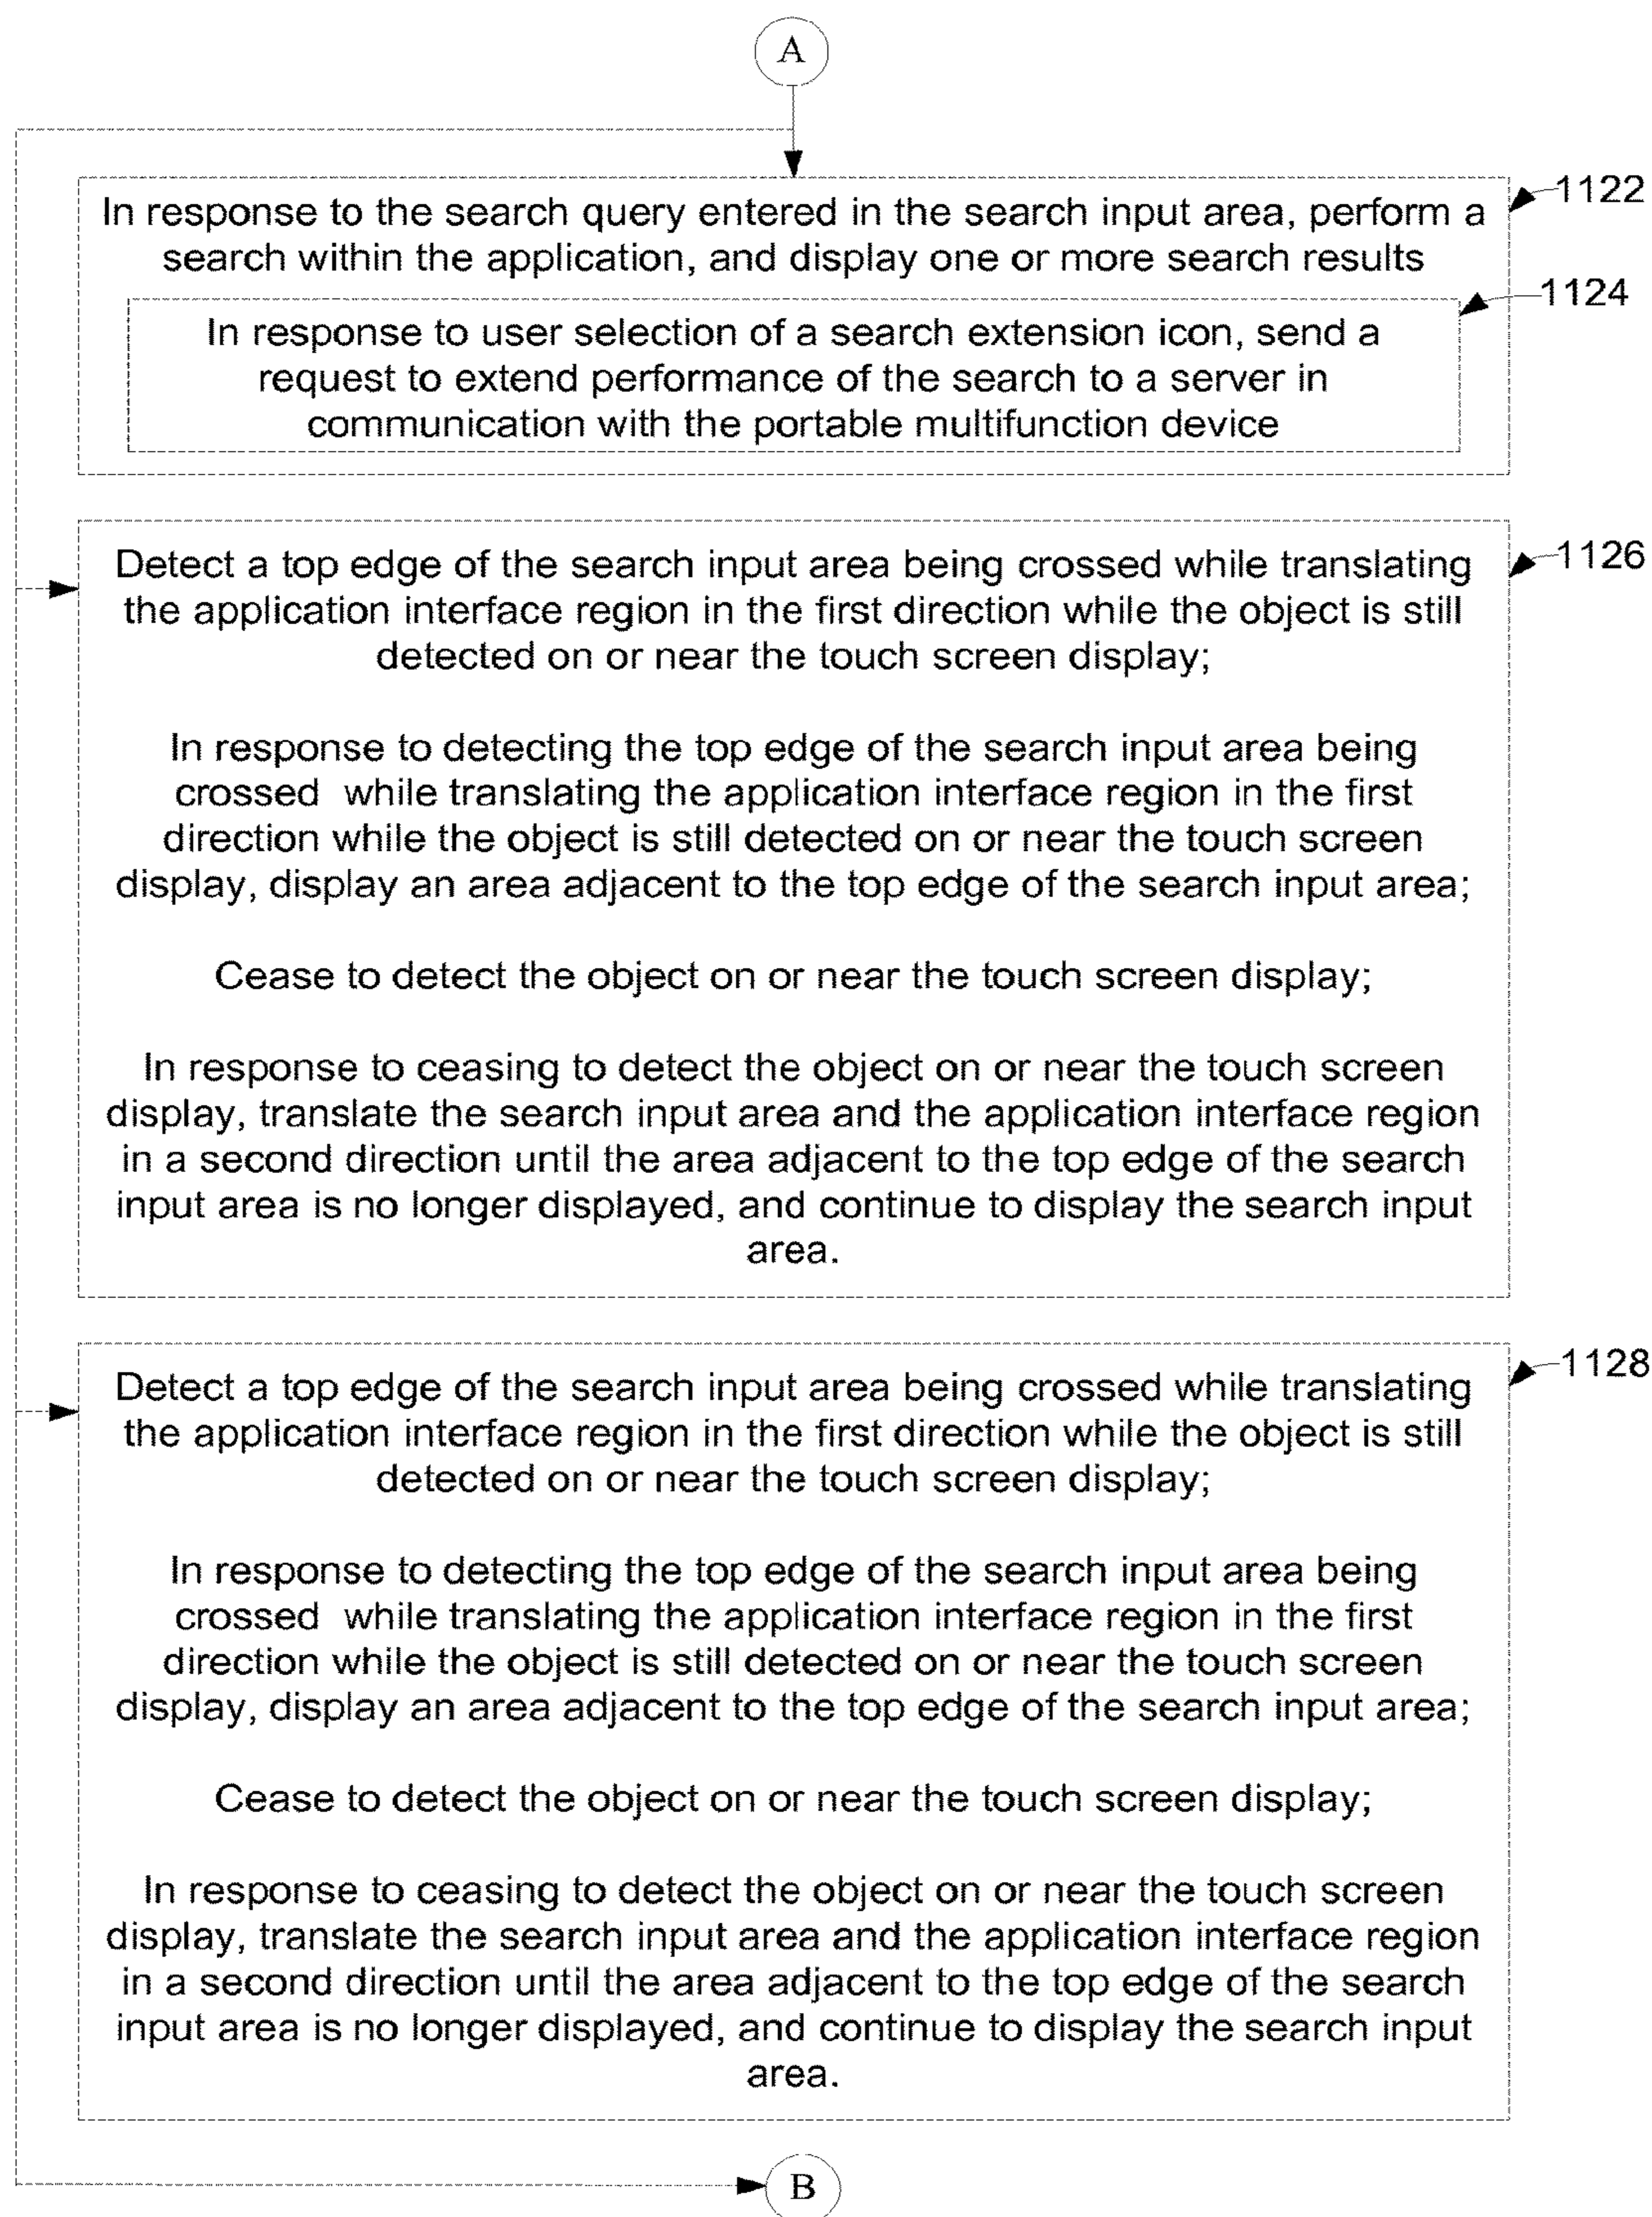 A
1122
In response to the search query entered in the search input area, perform a
search within the application, and display one or more search results
1124
In response to user selection of a search extension icon, send a
request to extend performance of the search to a server in
communication with the portable multifunction device
1126
Detect a top edge of the search input area being crossed while translating
the application interface region in the first direction while the object is still
detected on or near the touch screen display;
In response to detecting the top edge of the search input area being
crossed while translating the application interface region in the first
direction while the object is still detected on or near the touch screen
display, display an area adjacent to the top edge of the search input area;
Cease to detect the object on or near the touch screen display;
In response to ceasing to detect the object on or near the touch screen
display, translate the search input area and the application interface region
in a second direction until the area adjacent to the top edge of the search
input area is no longer displayed, and continue to display the search input
area.
1128
Detect a top edge of the search input area being crossed while translating
the application interface region in the first direction while the object is still
detected on or near the touch screen display;
In response to detecting the top edge of the search input area being
crossed while translating the application interface region in the first
direction while the object is still detected on or near the touch screen
display, display an area adjacent to the top edge of the search input area;
Cease to detect the object on or near the touch screen display;
In response to ceasing to detect the object on or near the touch screen
display, translate the search input area and the application interface region
in a second direction until the area adjacent to the top edge of the search
input area is no longer displayed, and continue to display the search input
area.
B